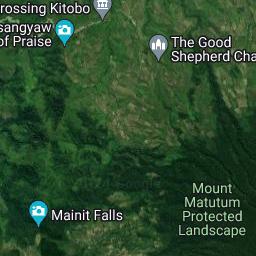 rossing Kitobo
sangyaw
of Praise
The Good
Shepherd Cha
Mainit Falls
Mount
Matutum
Protected
Landscape